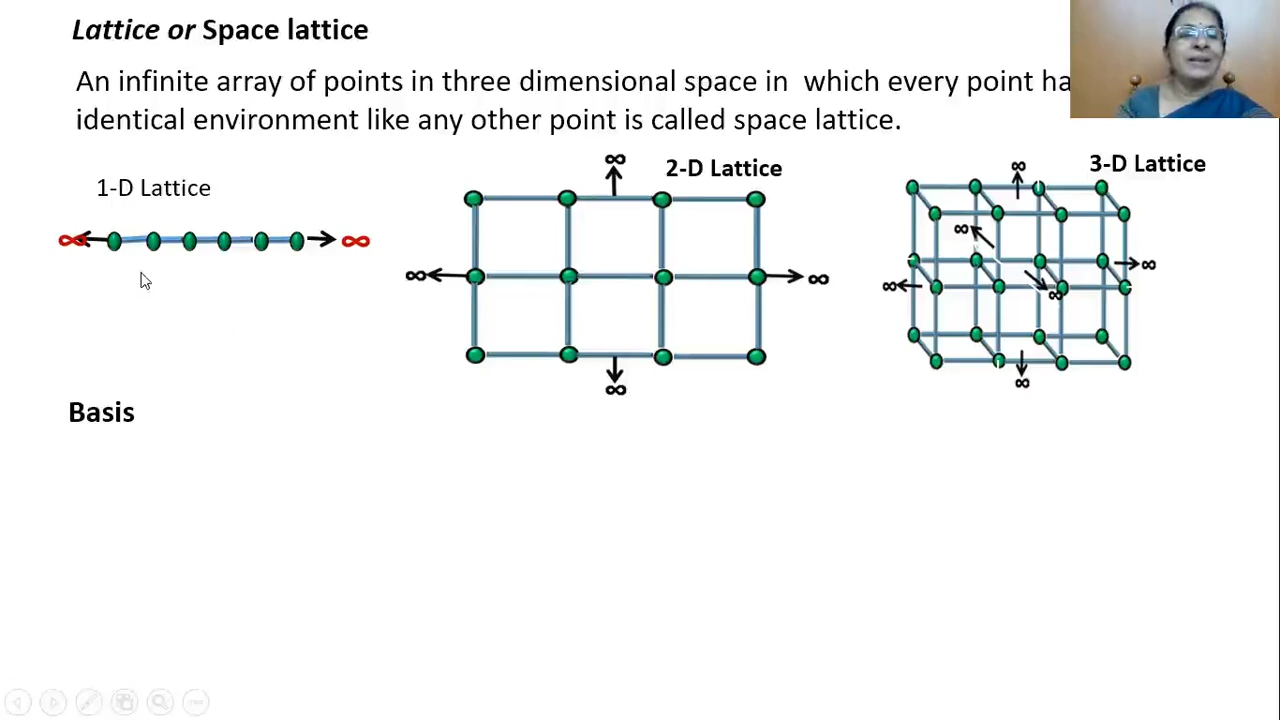 Lattice or Space lattice
An infinite array of points in three dimensional space in which every point ha
identical environment like any other point is called space lattice.
1-D Lattice
2-D Lattice
3-D Lattice
∞ ∞
∞
∞ ∞
∞
∞
∞
∞
∞
∞
∞
Basis